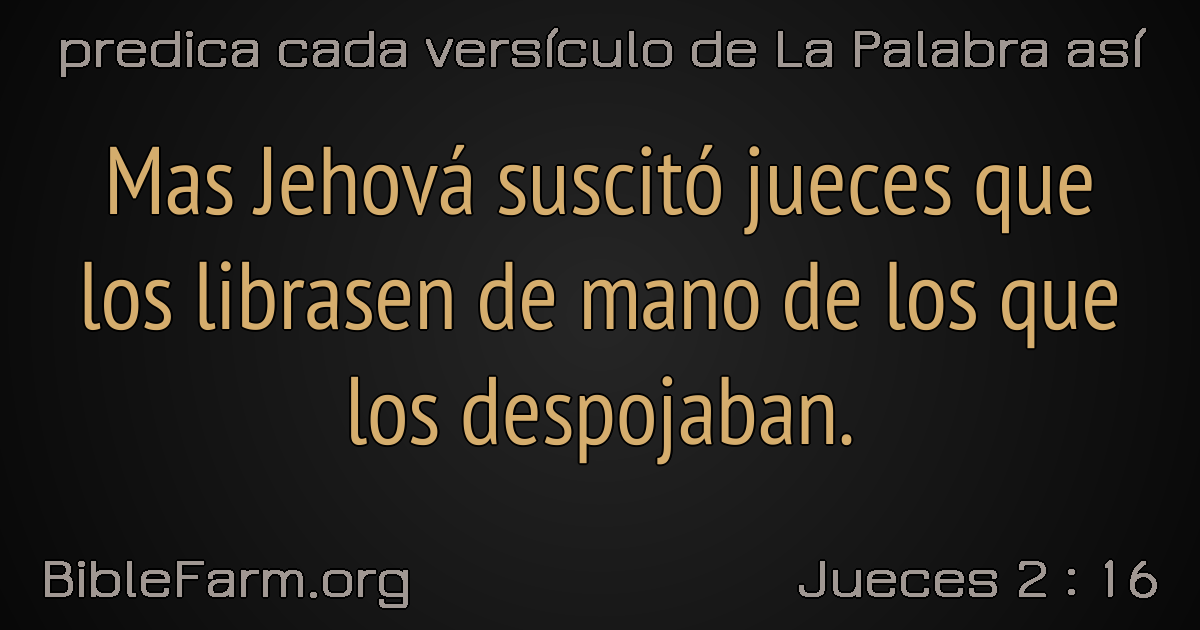 predica cada versículo de La Palabra así
Mas Jehová suscitó jueces que
los librasen de mano de los que
los despojaban.
BibleFarm.org
Jueces 2 : 16